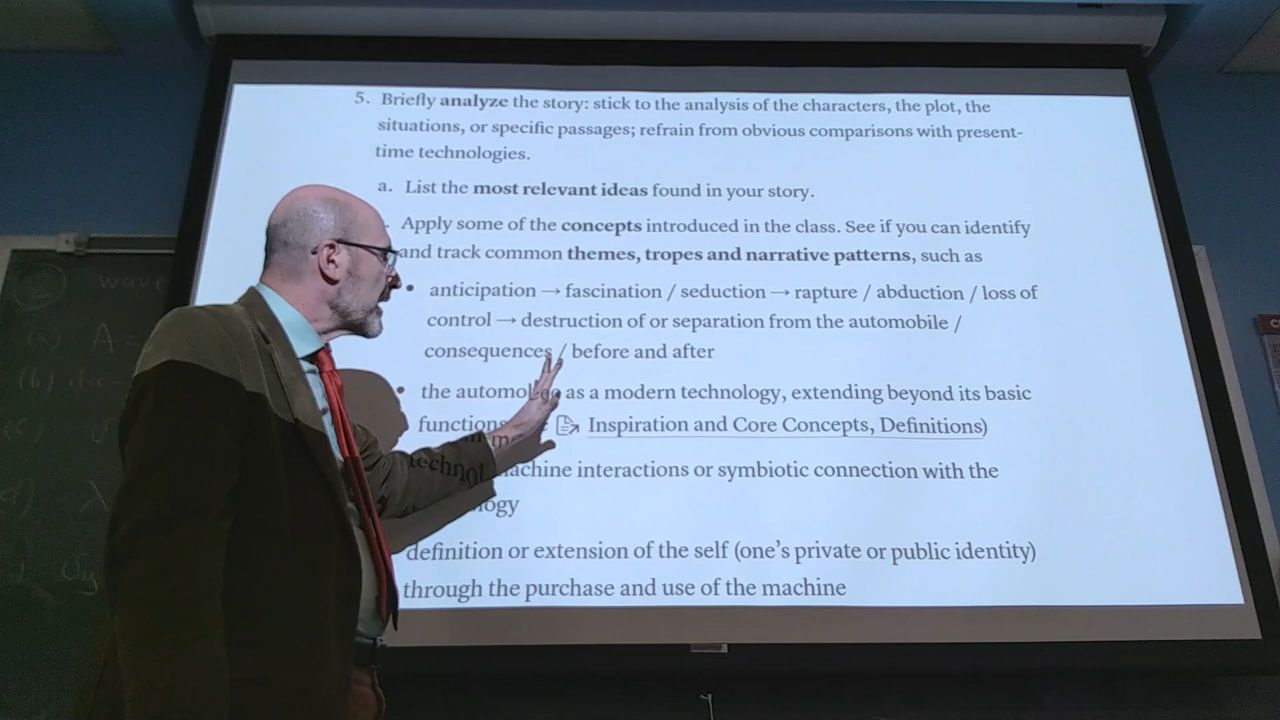 5. Briefly analyze the story: stick to the analysis of the characters, the plot, the
situations, or specific passages; refrain from obvious comparisons with present-
time technologies.
a. List the most relevant ideas found in your story.
Apply some of the concepts introduced in the class. See if you can identify
and track common themes, tropes and narrative patterns, such as
• anticipation → fascination / seduction → rapture / abduction / loss of
control → destruction of or separation from the automobile /
consequences / before and after
• the as a modern technology, extending beyond its basic
Inspiration and Core Concepts, Definitions)
interactions or symbiotic connection with the
definition or extension of the self (one's private or public identity)
through the purchase and use of the machine
② wave
(a) A
(b)
λ